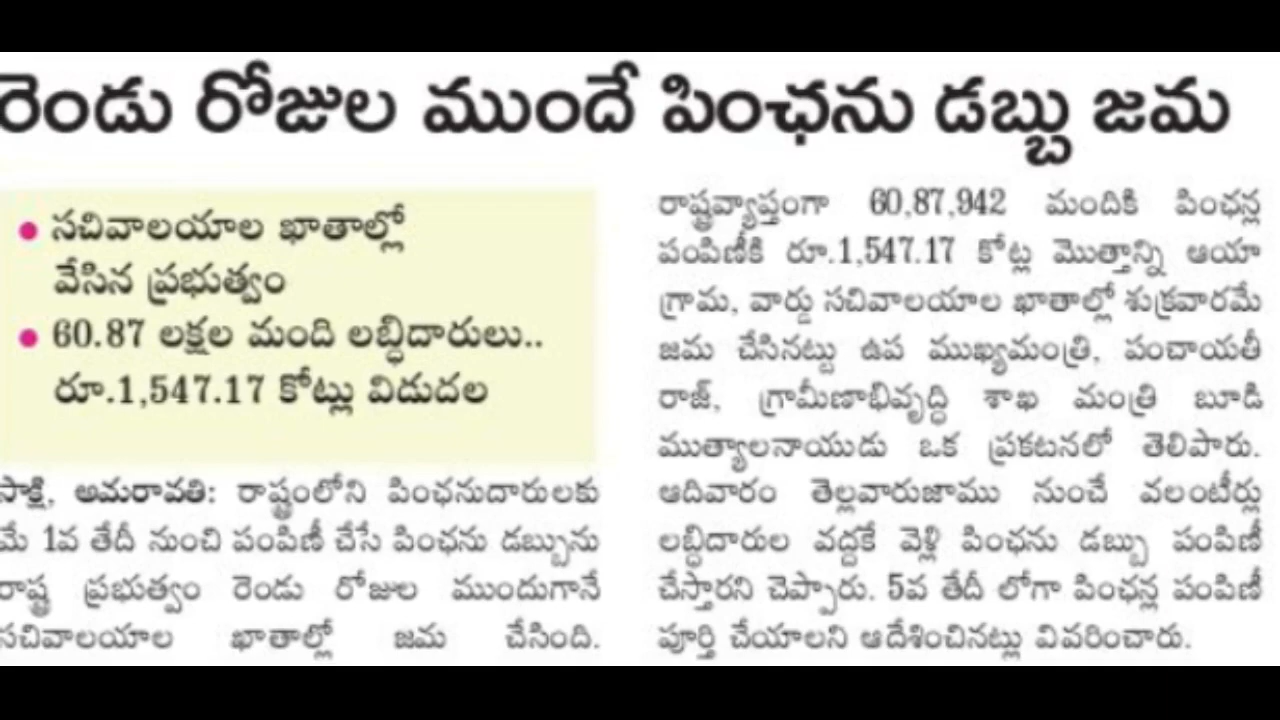 రెండు రోజుల ముందే పింఛను డబ్బు జమ
● సచివాలయాల ఖాతాల్లో
వేసిన ప్రభుత్వం
● 60.87 లక్షల మంది లబ్ధిదారులు..
రూ.1,547.17 కోట్లు విడుదల
సాక్షి, అమరావతి: రాష్ట్రంలోని పింఛనుదారులకు
మే 1వ తేదీ నుంచి పంపిణీ చేసే పింఛను డబ్బును
రాష్ట్ర ప్రభుత్వం రెండు రోజుల ముందుగానే
సచివాలయాల ఖాతాల్లో జమ చేసింది.
రాష్ట్రవ్యాప్తంగా 60,87,942 మందికి పింఛన్ల
పంపిణీకి రూ.1,547.17 కోట్ల మొత్తాన్ని ఆయా
గ్రామ, వార్డు సచివాలయాల ఖాతాల్లో శుక్రవారమే
జమ చేసినట్టు ఉప ముఖ్యమంత్రి, పంచాయతీ
రాజ్, గ్రామీణాభివృద్ధి శాఖ మంత్రి బూడి
ముత్యాలనాయుడు ఒక ప్రకటనలో తెలిపారు.
ఆదివారం తెల్లవారుజాము నుంచే వలంటీర్లు
లబ్ధిదారుల వద్దకే వెళ్లి పింఛను డబ్బు పంపిణీ
చేస్తారని చెప్పారు. 5వ తేదీ లోగా పింఛన్ల పంపిణీ
పూర్తి చేయాలని ఆదేశించినట్లు వివరించారు.